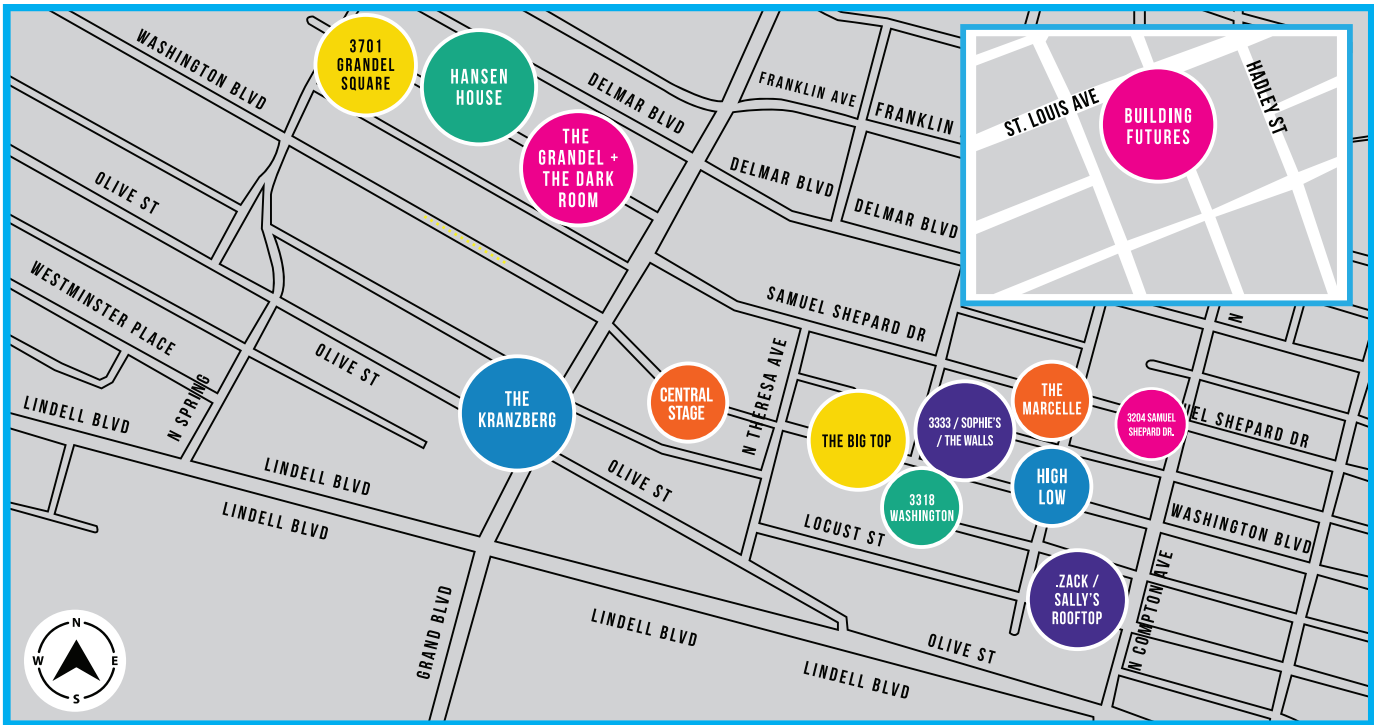 WASHINGTON BLVD
3701
GRANDEL
SQUARE
HANSEN
HOUSE
DELMAR BLVD
THE
GRANDEL +
THE DARK
ROOM
FRANKLIN AVE
FRANKLIN
DELMAR BLVD
DELMAR BLVD
ST. LOUIS AVE
BUILDING
FUTURES
HADLEY ST
OLIVE ST
WESTMINSTER PLACE
LINDELL BLVD
N SPRING
OLIVE ST
THE
KRANZBERG
CENTRAL
STAGE
SAMUEL SHEPARD DR
N THERESA AVE
N
THE BIG TOP
3333 / SOPHIE'S
/ THE WALLS
THE
MARCELLE
3204 SAMUEL
SHEPARD DR.
UEL SHEPARD DR
3318
WASHINGTON
HIGH
LOW
LINDELL BLVD
LINDELL BLVD
OLIVE ST
LOCUST ST
WASHINGTON BLVD
.ZACK /
SALLY'S
ROOFTOP
N COMPTON AVE
GRAND BLVD
LINDELL BLVD
OLIVE ST
LINDELL BLVD
N
W E
S